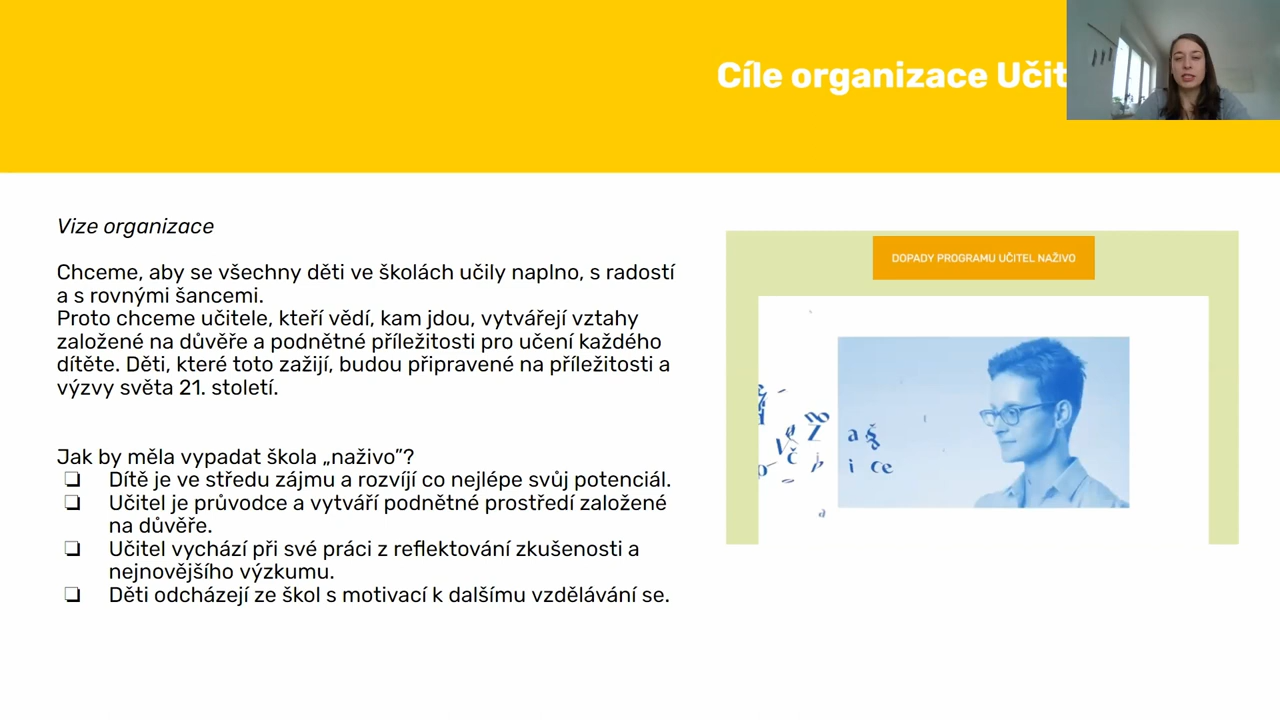 Cíle organizace Učit
Vize organizace
Chceme, aby se všechny děti ve školách učily naplno, s radostí
a s rovnými šancemi.
Proto chceme učitele, kteří vědí, kam jdou, vytvářejí vztahy
založené na důvěře a podnětné příležitosti pro učení každého
dítěte. Děti, které toto zažijí, budou připravené na příležitosti a
výzvy světa 21. století.
Jak by měla vypadat škola „naživo”?
❏ Dítě je ve středu zájmu a rozvíjí co nejlépe svůj potenciál.
❏ Učitel je průvodce a vytváří podnětné prostředí založené
na důvěře.
❏ Učitel vychází při své práci z reflektování zkušenosti a
nejnovějšího výzkumu.
❏ Děti odcházejí ze škol s motivací k dalšímu vzdělávání se.
DOPADY PROGRAMU UČITEL NAŽIVO